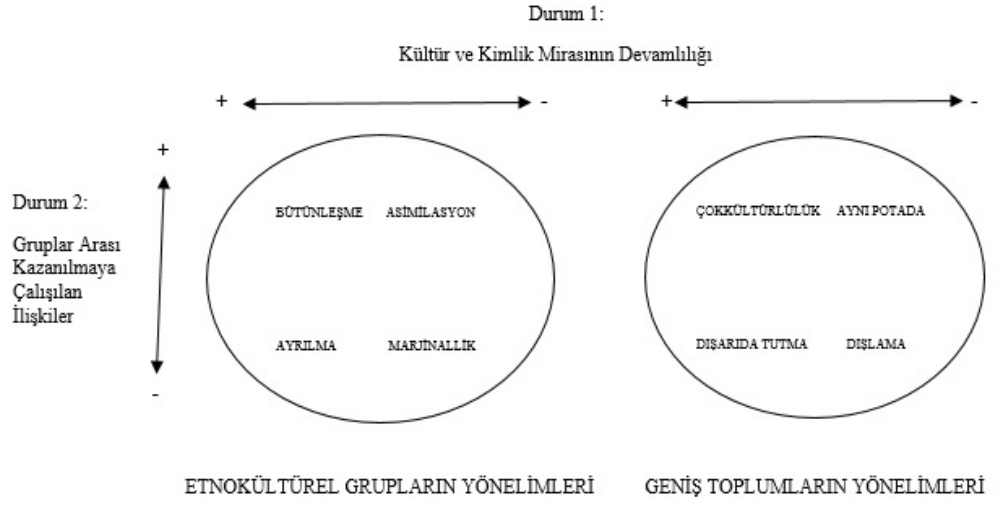 Durum 1:
Kültür ve Kimlik Mirasının Devamlılığı
+ -
+ -
+
Durum 2:
Gruplar Arası
Kazanılmaya
Çalışılan
İlişkiler
-
BÜTÜNLEŞME ASİMİLASYON
AYRILMA MARJİNALLİK
ÇOKKÜLTÜRLÜLÜK AYNI POTADA
DIŞARIDA TUTMA DIŞLAMA
ETNOKÜLTÜREL GRUPLARIN YÖNELİMLERİ
GENİŞ TOPLUMLARIN YÖNELİMLERİ